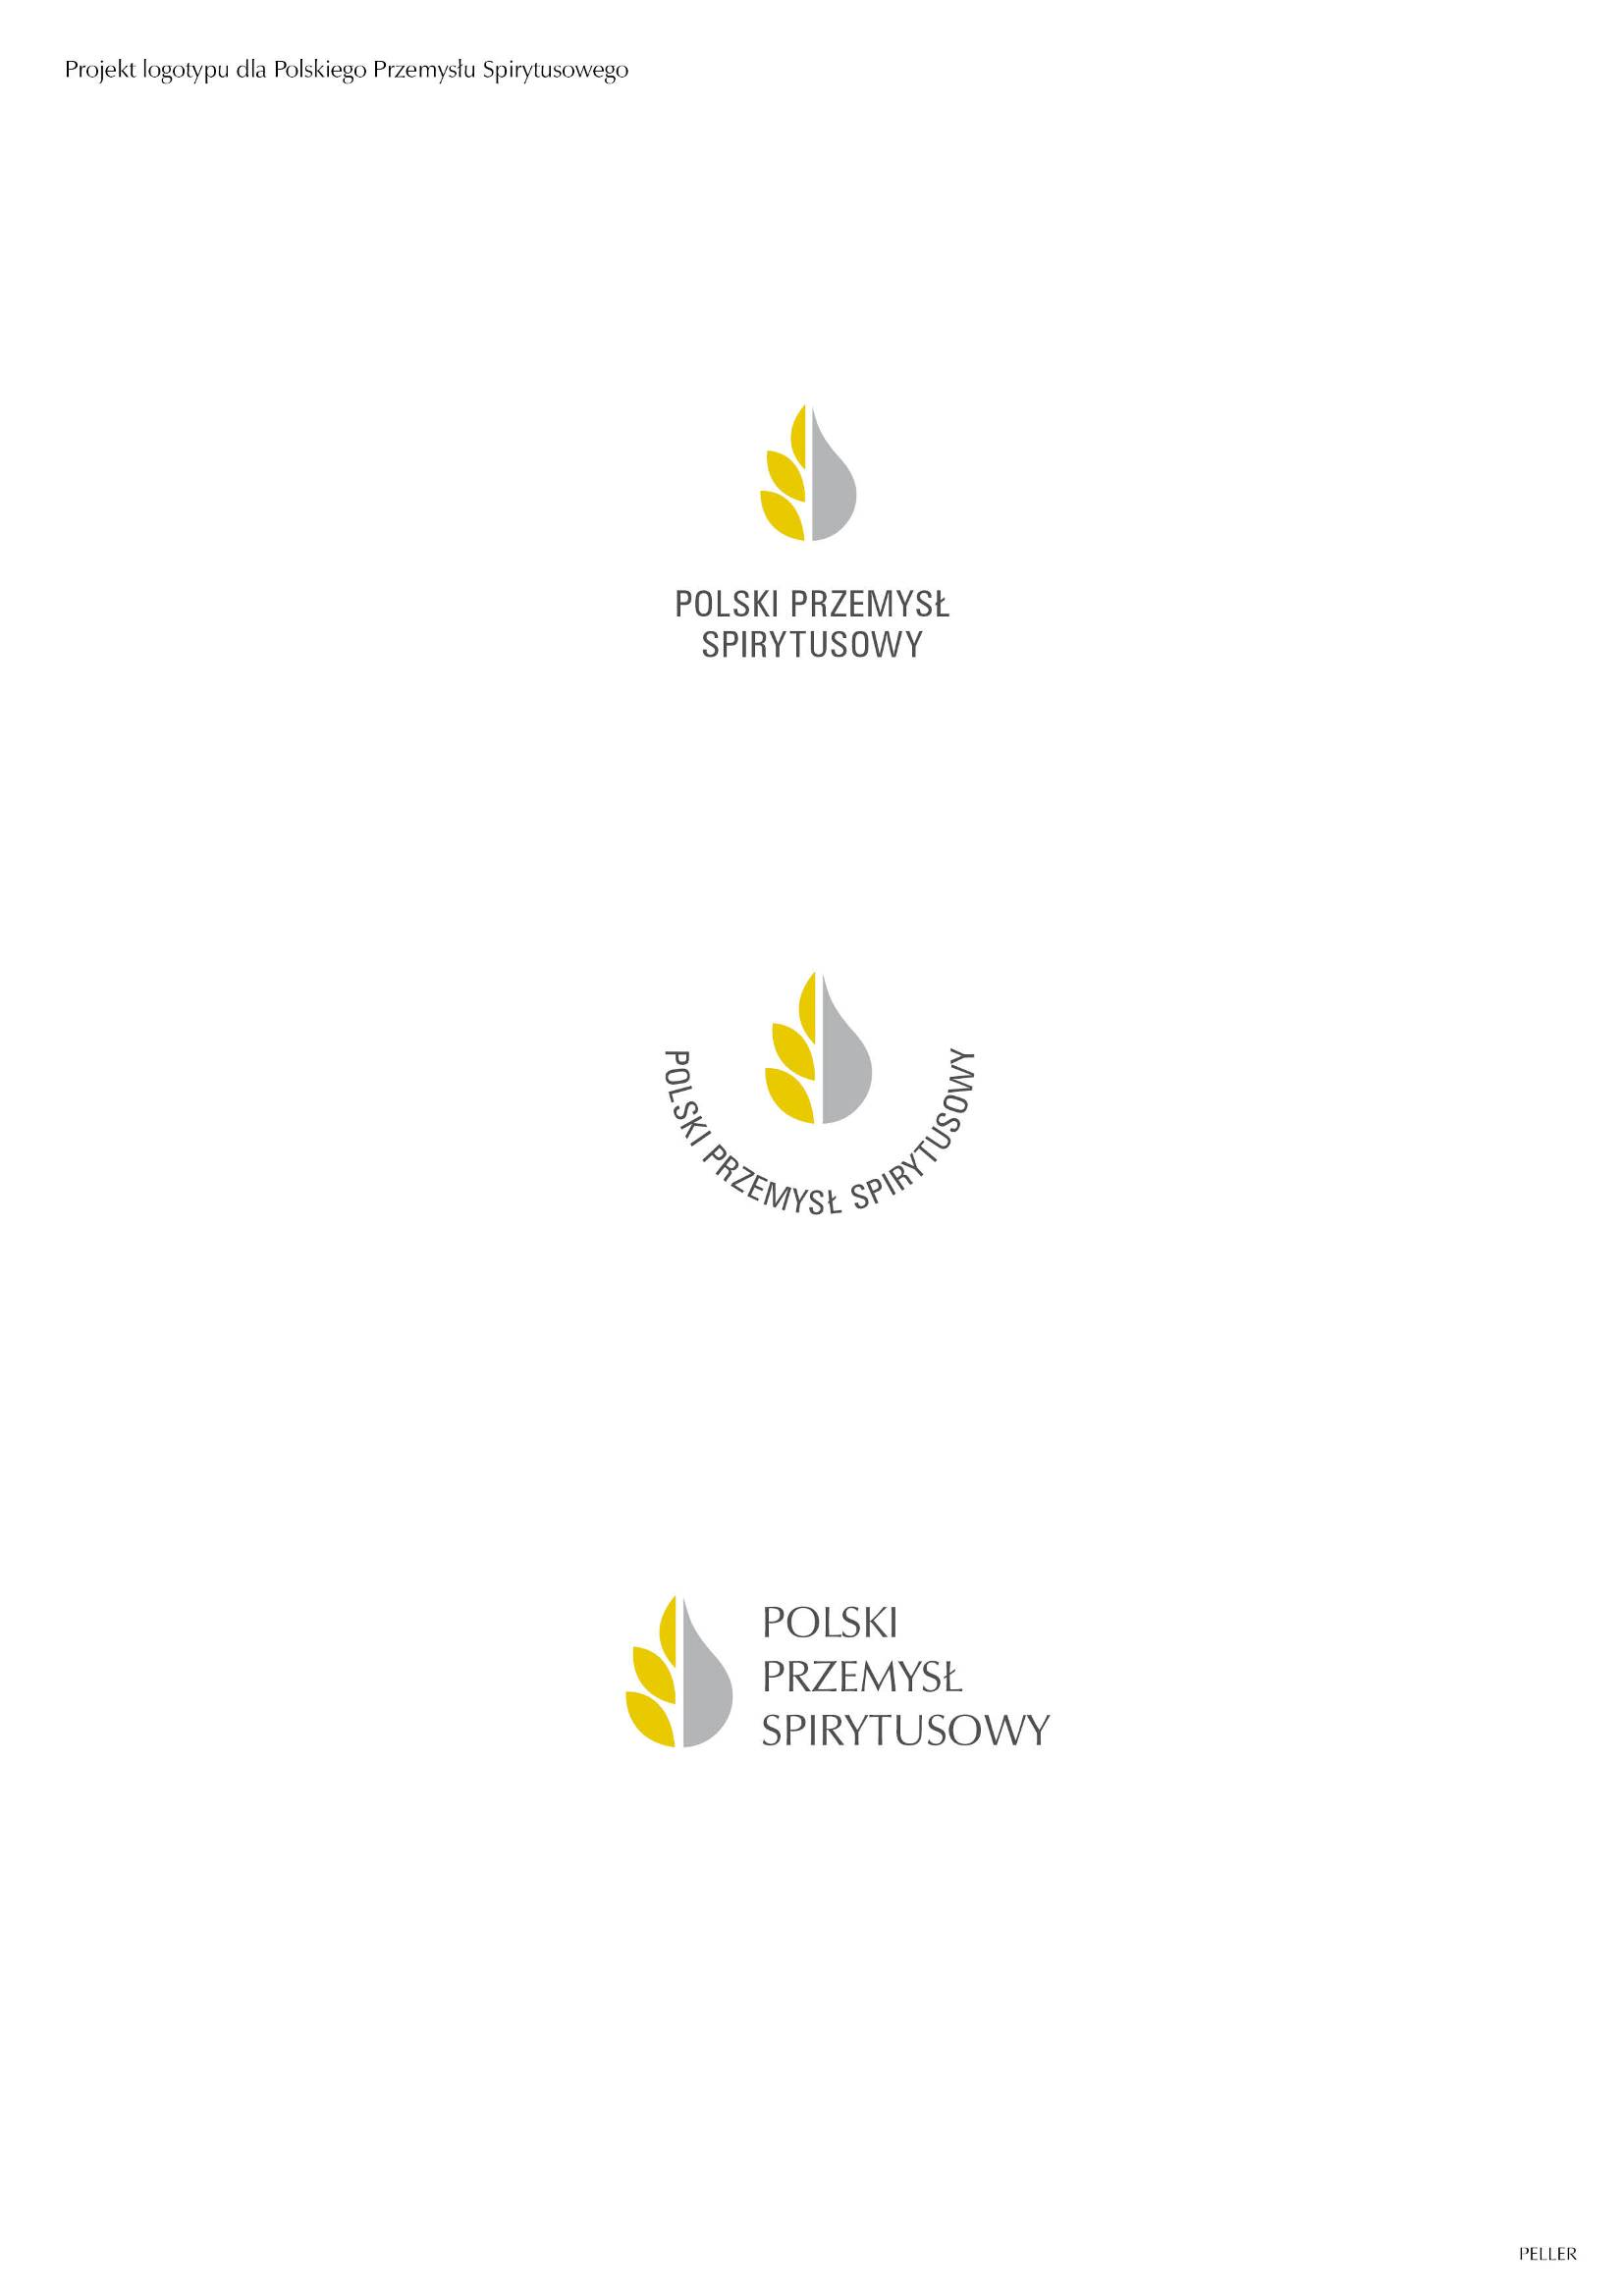 Projekt logotypu dla Polskiego Przemysłu Spirytusowego
POLSKI PRZEMYSŁ
SPIRYTUSOWY
POLSKI PRZEMYSŁ SPIRYTUSOWY
POLSKI
PRZEMYSŁ
SPIRYTUSOWY
PELLER